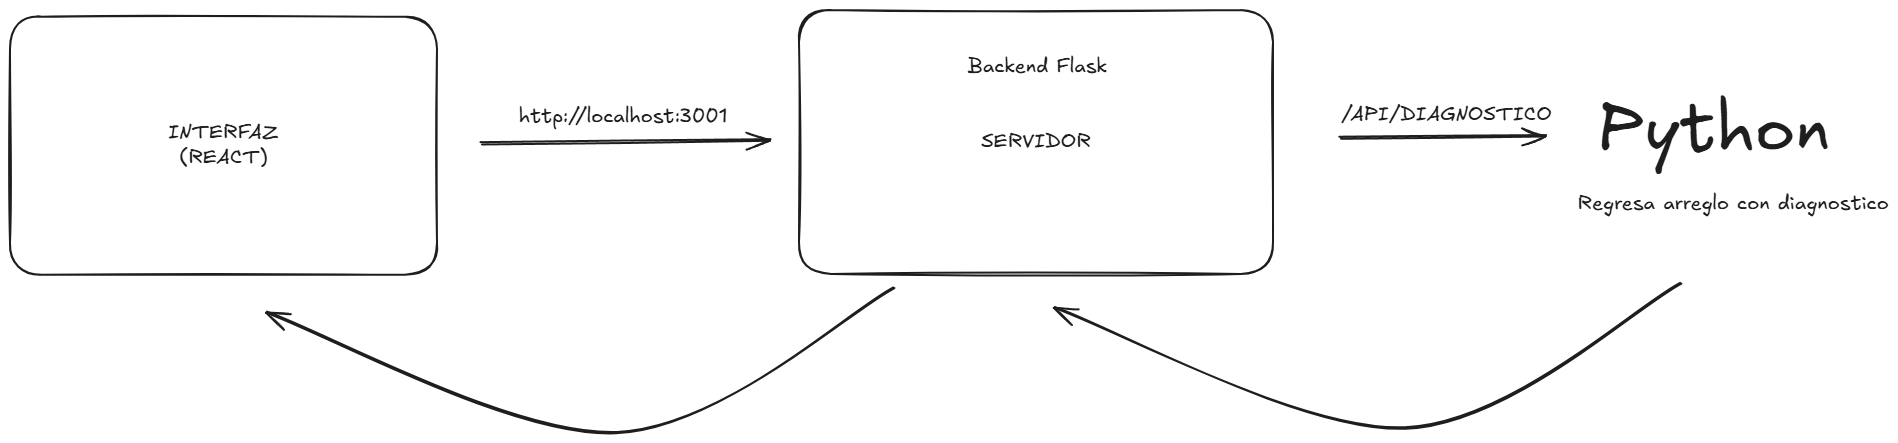 INTERFAZ
(REACT)
http://localhost:3001
Backend Flask
SERVIDOR
/API/DIAGNOSTICO
Python
Regresa arreglo con diagnostico